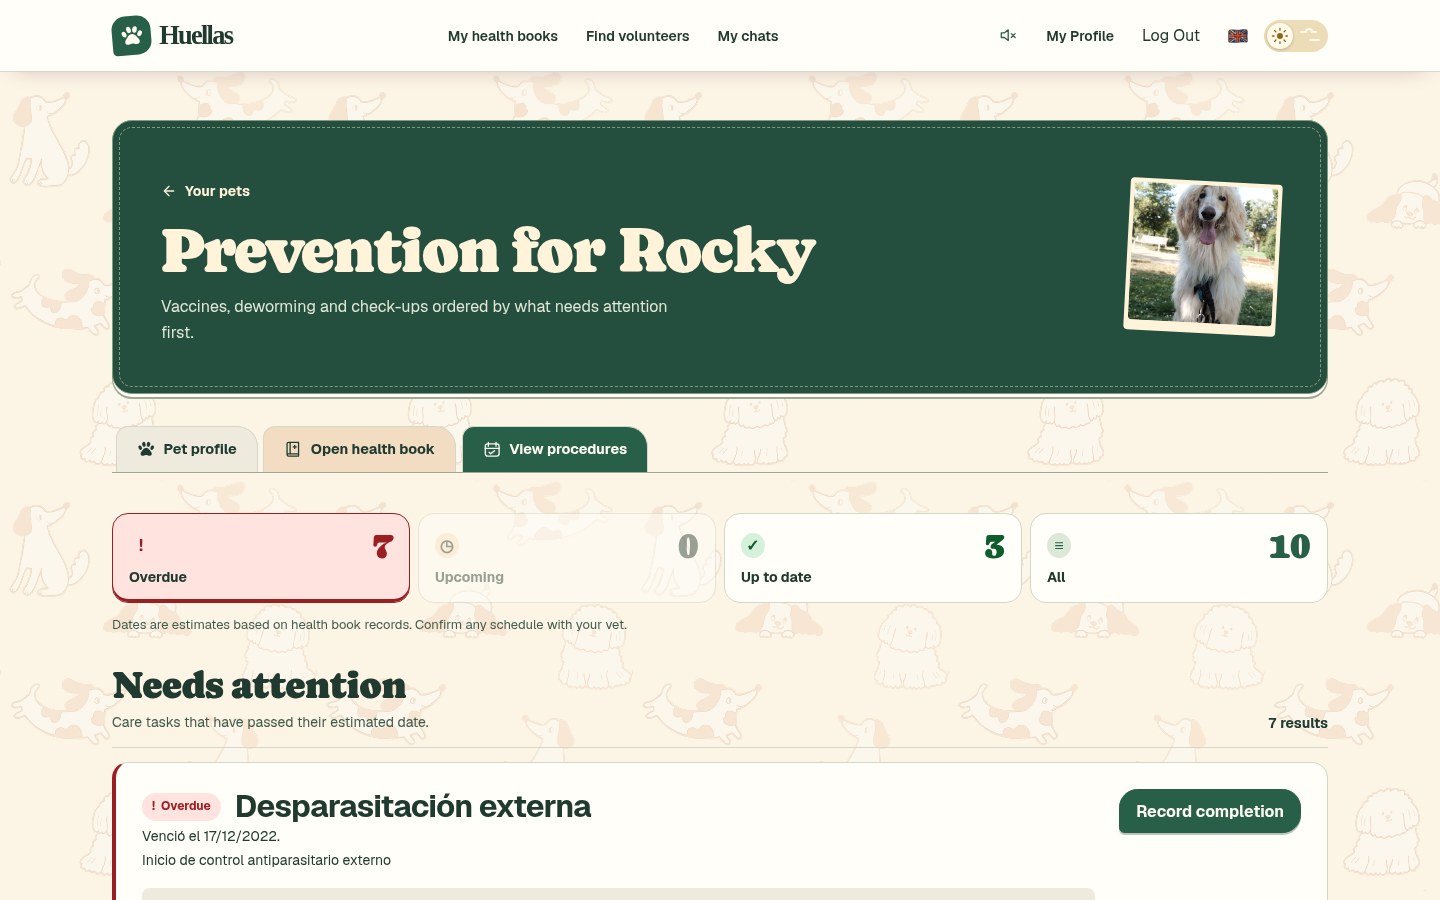 Huellas
My health books
Find volunteers
My chats
My Profile
Log Out
Your pets
Prevention for Rocky
Vaccines, deworming and check-ups ordered by what needs attention
first.
Pet profile
Open health book
View procedures
! 7
Overdue
0
Upcoming
✓ 3
Up to date
≡ 10
All
Dates are estimates based on health book records. Confirm any schedule with your vet.
Needs attention
Care tasks that have passed their estimated date.
7 results
! Overdue
Desparasitación externa
Record completion
Venció el 17/12/2022.
Inicio de control antiparasitario externo